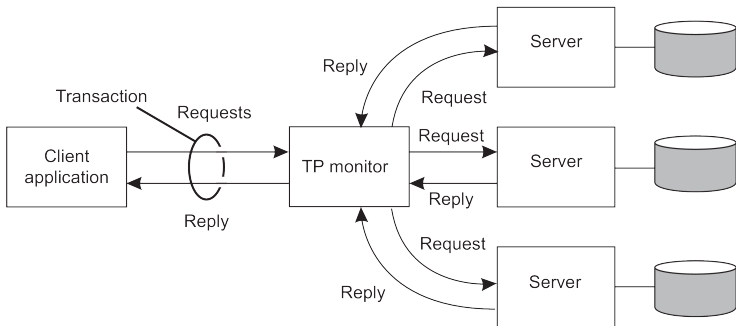 Server
Reply
Request
Transaction
Requests
Client
application
TP monitor
Request
Server
Reply
Reply
Request
Server
Reply